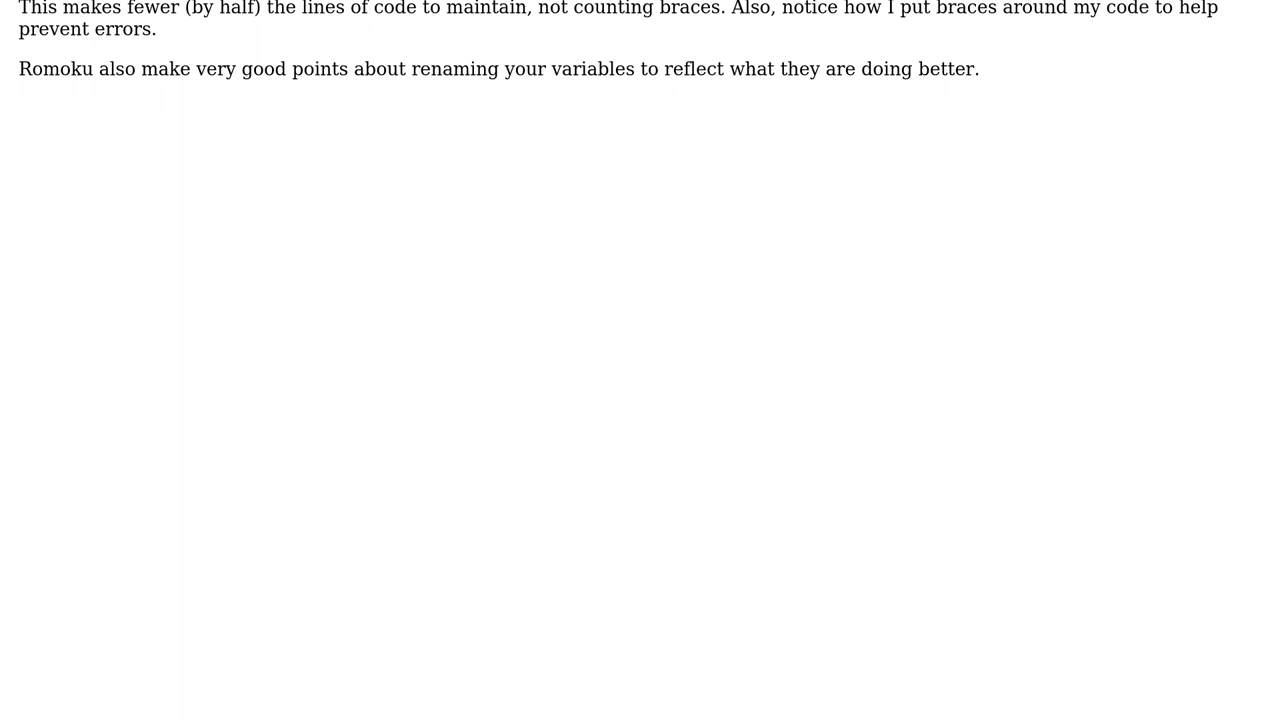 This makes fewer (by half) the lines of code to maintain, not counting braces. Also, notice how I put braces around my code to help
prevent errors.
Romoku also make very good points about renaming your variables to reflect what they are doing better.